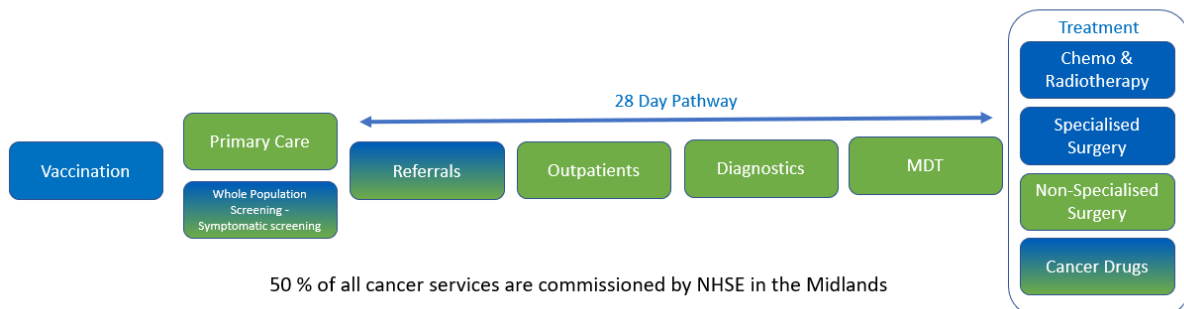 Treatment
Chemo &
Radiotherapy
28 Day Pathway
Primary Care
Specialised
Surgery
Vaccination
Referrals
Outpatients
Diagnostics
MDT
Whole Population
Screening -
Symptomatic screening
Non-Specialised
Surgery
Cancer Drugs
50 % of all cancer services are commissioned by NHSE in the Midlands